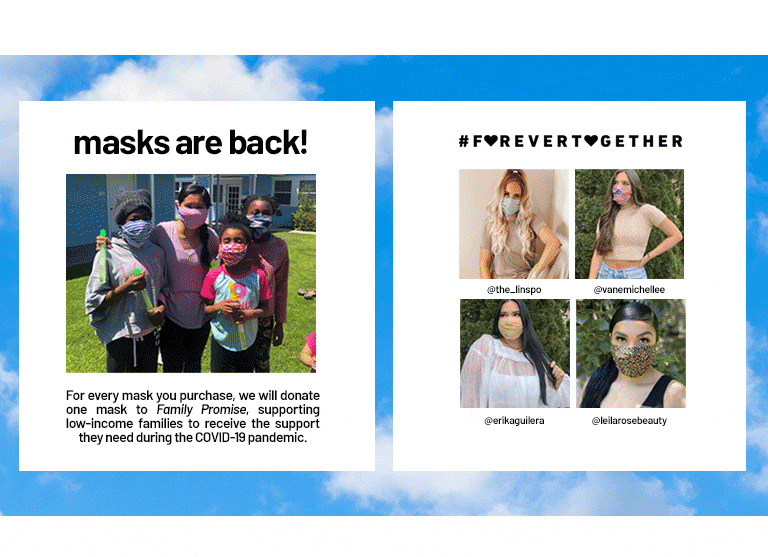 masks are back!
For every mask you purchase, we will donate
one mask to Family Promise, supporting
low-income families to receive the support
they need during the COVID-19 pandemic.
#F♥REVERT♥GETHER
@the_linspo
@vanemichellee
@erikaguilera
@leilarosebeauty